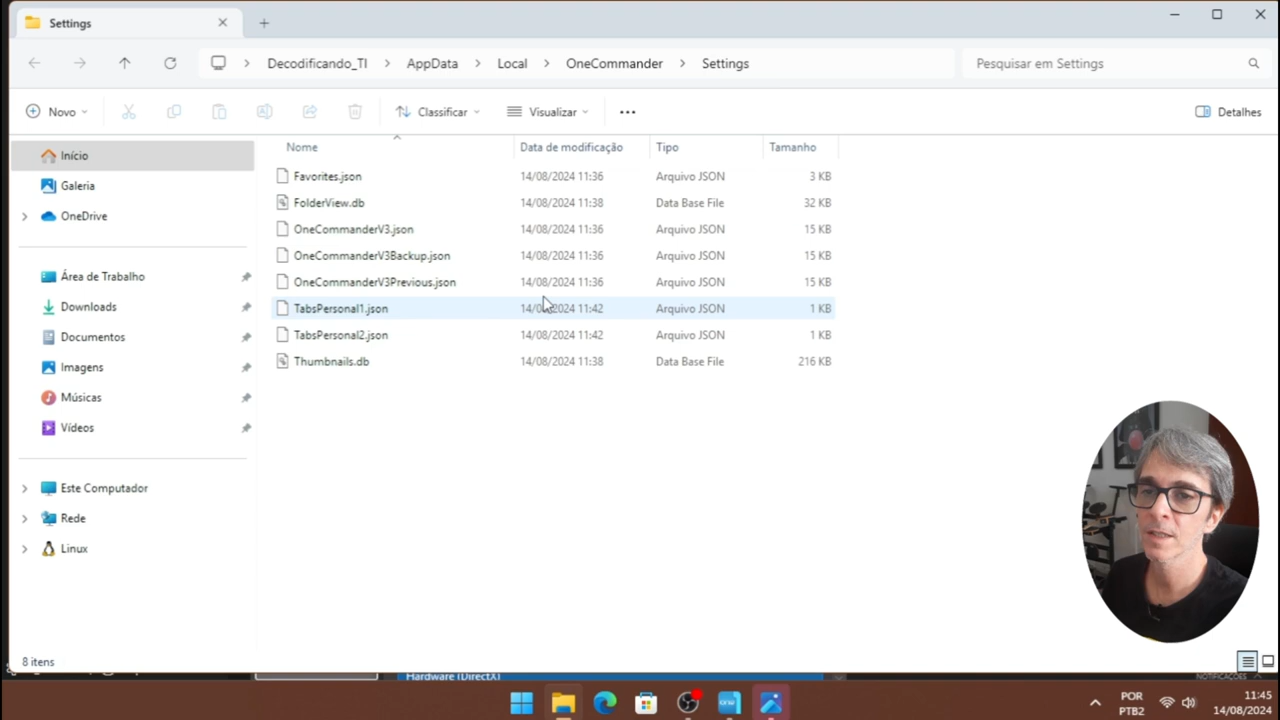 Settings
Decodificando_TI > AppData > Local > OneCommander > Settings
Pesquisar em Settings
Novo
Classificar
Visualizar
Detalhes
Início
Galeria
OneDrive
Área de Trabalho
Downloads
Documentos
Imagens
Músicas
Vídeos
Este Computador
Rede
Linux
Nome Data de modificação Tipo Tamanho
Favorites.json 14/08/2024 11:36 Arquivo JSON 3 KB
FolderView.db 14/08/2024 11:38 Data Base File 32 KB
OneCommanderV3.json 14/08/2024 11:36 Arquivo JSON 15 KB
OneCommanderV3Backup.json 14/08/2024 11:36 Arquivo JSON 15 KB
OneCommanderV3Previous.json 14/08/2024 11:36 Arquivo JSON 15 KB
TabsPersonal1.json 14/08/2024 11:42 Arquivo JSON 1 KB
TabsPersonal2.json 14/08/2024 11:42 Arquivo JSON 1 KB
Thumbnails.db 14/08/2024 11:38 Data Base File 216 KB
8 itens
Hardware (DirectX)
NOTIFICAÇÕES
POR
PTB2
11:45
14/08/2024